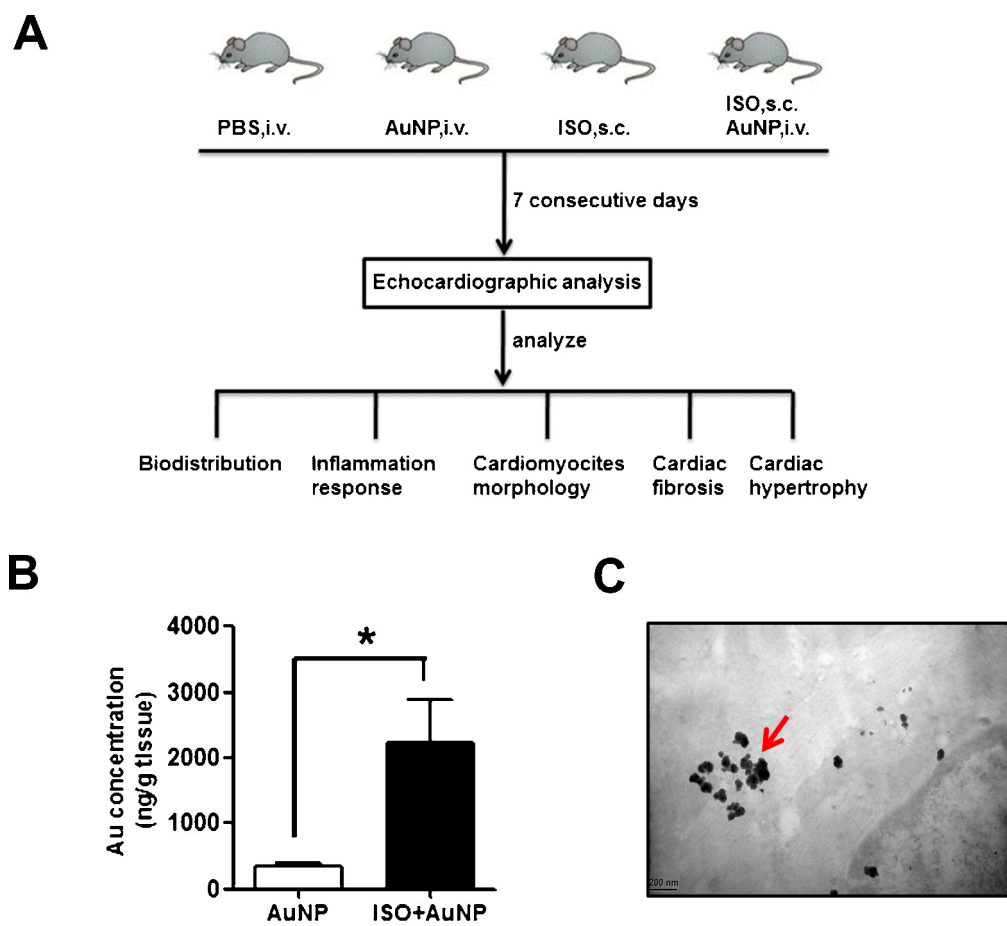 A
PBS,i.v.
AuNP,i.v.
ISO,s.c.
ISO,s.c.
AuNP,i.v.
7 consecutive days
Echocardiographic analysis
analyze
Biodistribution
Inflammation
response
Cardiomyocites
morphology
Cardiac
fibrosis
Cardiac
hypertrophy
B
Au concentration
(ng/g tissue)
4000
3000
2000
1000
0
*
AuNP
ISO+AuNP
C
200 nm